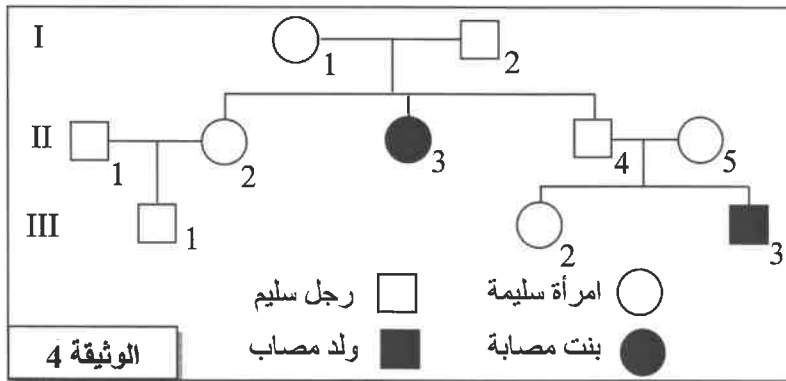 I
1 2
II
1 2 3 4 5
III
1 2 3
امرأة سليمة رجل سليم
بنت مصابة ولد مصاب
الوثيقة 4